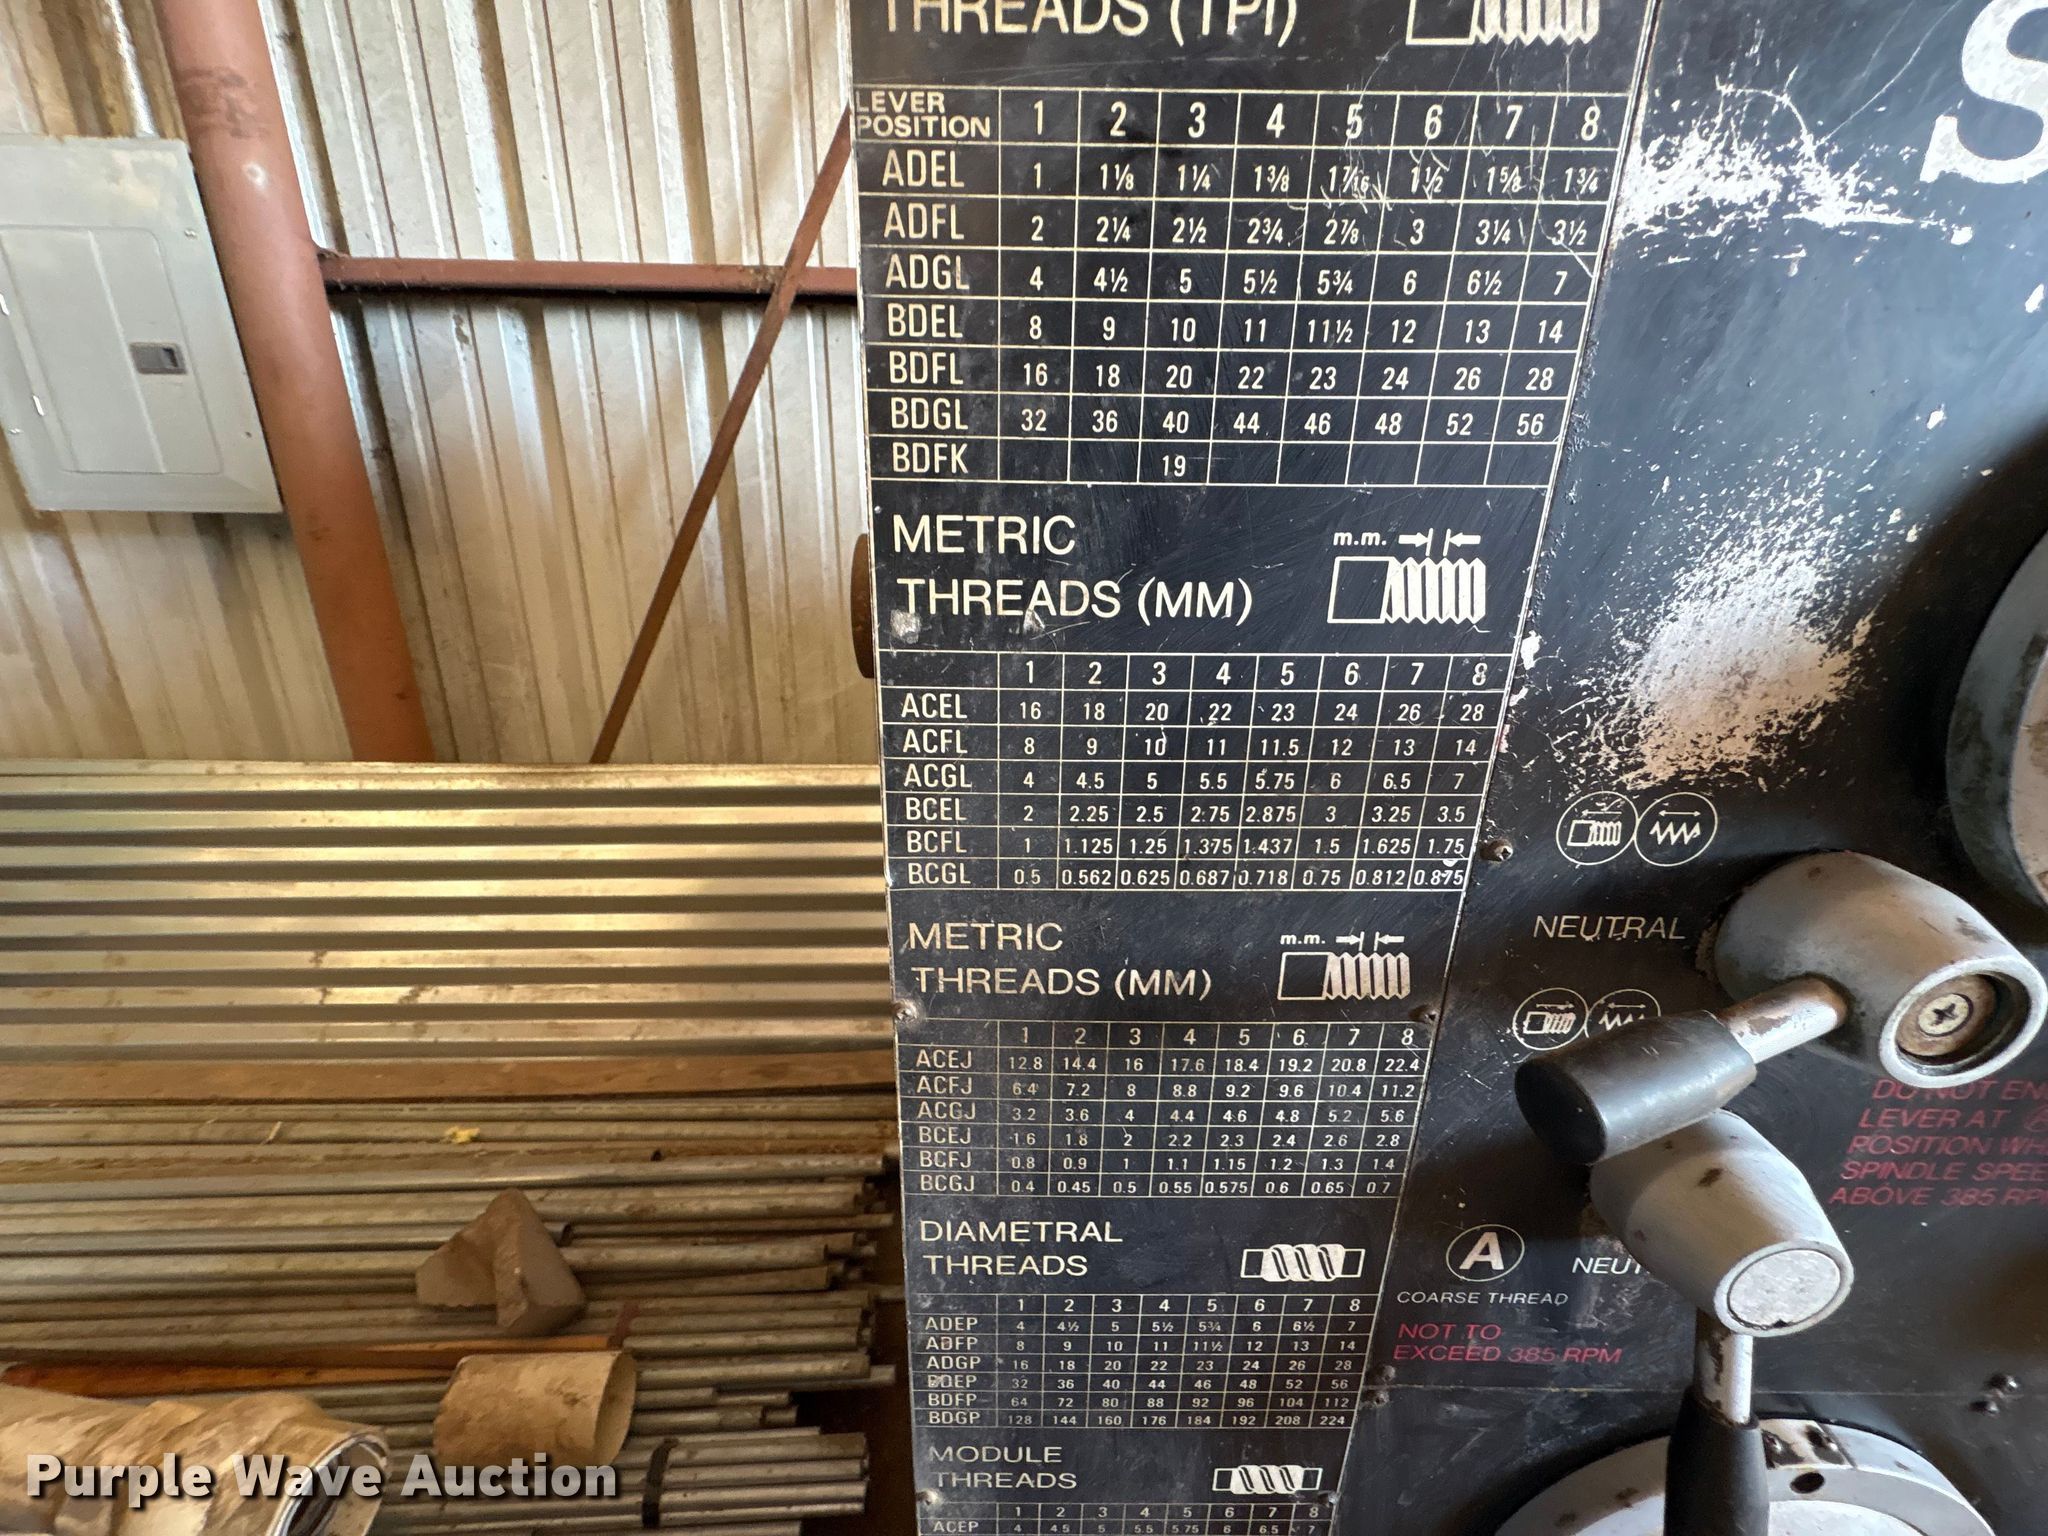 THREADS (TPI)
LEVER POSITION 1 2 3 4 5 6 7 8
ADEL 1 1⅛ 1¼ 1⅜ 1 7/16 1½ 1⅝ 1¾
ADFL 2 2¼ 2½ 2¾ 2⅞ 3 3¼ 3½
ADGL 4 4½ 5 5½ 5¾ 6 6½ 7
BDEL 8 9 10 11 11½ 12 13 14
BDFL 16 18 20 22 23 24 26 28
BDGL 32 36 40 44 46 48 52 56
BDFK 19
METRIC
THREADS (MM)
m.m.
1 2 3 4 5 6 7 8
ACEL 16 18 20 22 23 24 26 28
ACFL 8 9 10 11 11.5 12 13 14
ACGL 4 4.5 5 5.5 5.75 6 6.5 7
BCEL 2 2.25 2.5 2.75 2.875 3 3.25 3.5
BCFL 1 1.125 1.25 1.375 1.437 1.5 1.625 1.75
BCGL 0.5 0.562 0.625 0.687 0.718 0.75 0.812 0.875
METRIC
THREADS (MM)
m.m.
1 2 3 4 5 6 7 8
ACEJ 12.8 14.4 16 17.6 18.4 19.2 20.8 22.4
ACFJ 6.4 7.2 8 8.8 9.2 9.6 10.4 11.2
ACGJ 3.2 3.6 4 4.4 4.6 4.8 5.2 5.6
BCEJ 1.6 1.8 2 2.2 2.3 2.4 2.6 2.8
BCFJ 0.8 0.9 1 1.1 1.15 1.2 1.3 1.4
BCGJ 0.4 0.45 0.5 0.55 0.575 0.6 0.65 0.7
DIAMETRAL
THREADS
1 2 3 4 5 6 7 8
ADEP 4 4½ 5 5½ 5¾ 6 6½ 7
ADFP 8 9 10 11 11½ 12 13 14
ADGP 16 18 20 22 23 24 26 28
BDEP 32 36 40 44 46 48 52 56
BDFP 64 72 80 88 92 96 104 112
BDGP 128 144 160 176 184 192 208 224
MODULE
THREADS
1 2 3 4 5 6 7 8
ACEP 4 4.5 5 5.5 5.75 6 6.5 7
S
NEUTRAL
DO NOT EN
LEVER AT A
POSITION WH
SPINDLE SPEE
ABOVE 385 RP
A
NEUT
COARSE THREAD
NOT TO
EXCEED 385 RPM
Purple Wave Auction